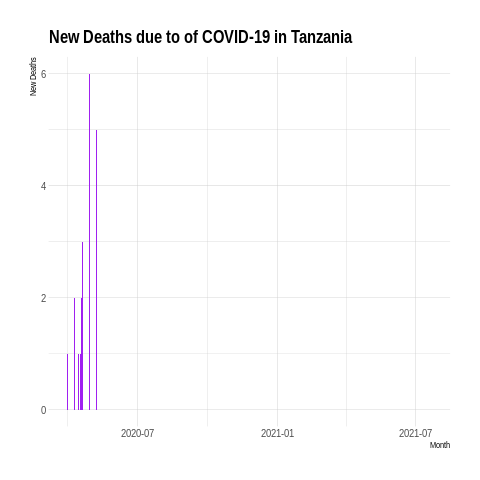 New Deaths due to of COVID-19 in Tanzania
New Deaths
6
4
2
0
2020-07 2021-01 2021-07
Month